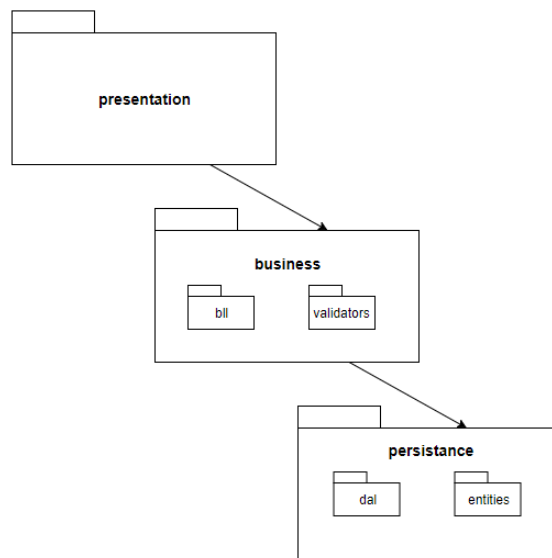 presentation
business
bll
validators
persistance
dal
entities